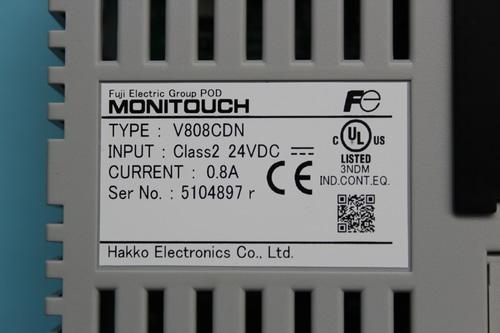 Fuji Electric Group POD
MONITOUCH
Fe
TYPE : V808CDN
INPUT : Class2 24VDC
CURRENT : 0.8A
Ser No. : 5104897 r
CE
C UL US
LISTED
3NDM
IND.CONT.EQ.
Hakko Electronics Co., Ltd.